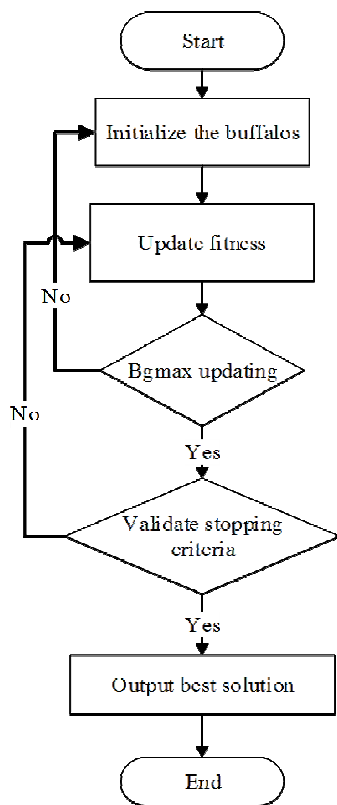 Start
Initialize the buffalos
Update fitness
No
Bgmax updating
No
Yes
Validate stopping
criteria
Yes
Output best solution
End